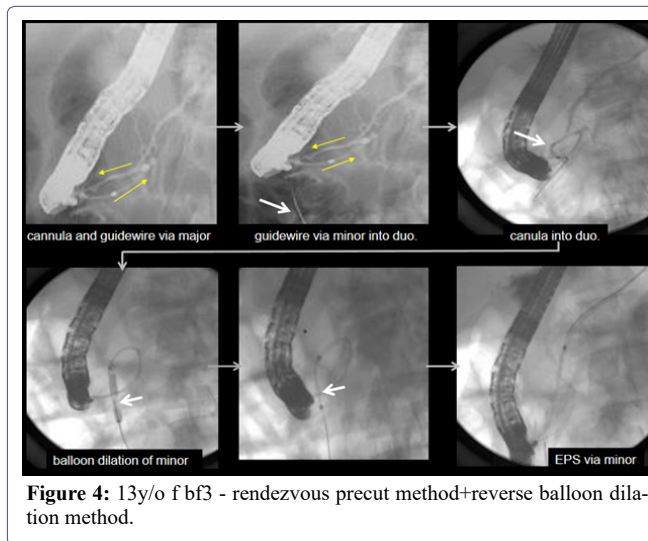 cannula and guidewire via major
guidewire via minor into duo.
canula into duo.
balloon dilation of minor
EPS via minor
Figure 4: 13y/o f bf3 - rendezvous precut method+reverse balloon dila-
tion method.